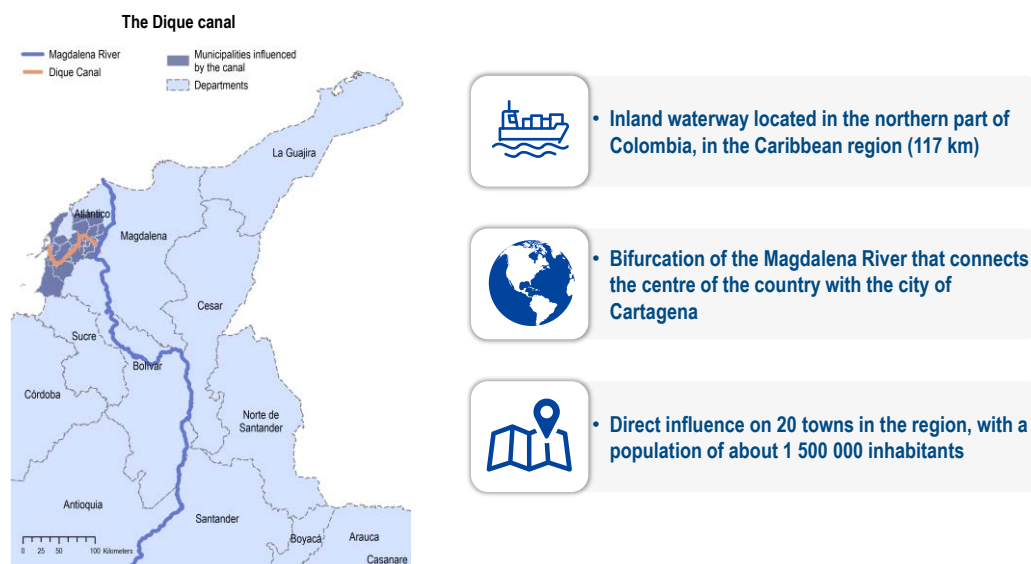 The Dique canal
Magdalena River
Dique Canal
Municipalities influenced
by the canal
Departments
La Guajira
Atlántico
Magdalena
Cesar
Sucre
Bolívar
Córdoba
Norte de
Santander
Antioquia
Santander
Boyacá
Arauca
Casanare
0 25 50 100 Kilometers
• Inland waterway located in the northern part of
Colombia, in the Caribbean region (117 km)
• Bifurcation of the Magdalena River that connects
the centre of the country with the city of
Cartagena
• Direct influence on 20 towns in the region, with a
population of about 1 500 000 inhabitants